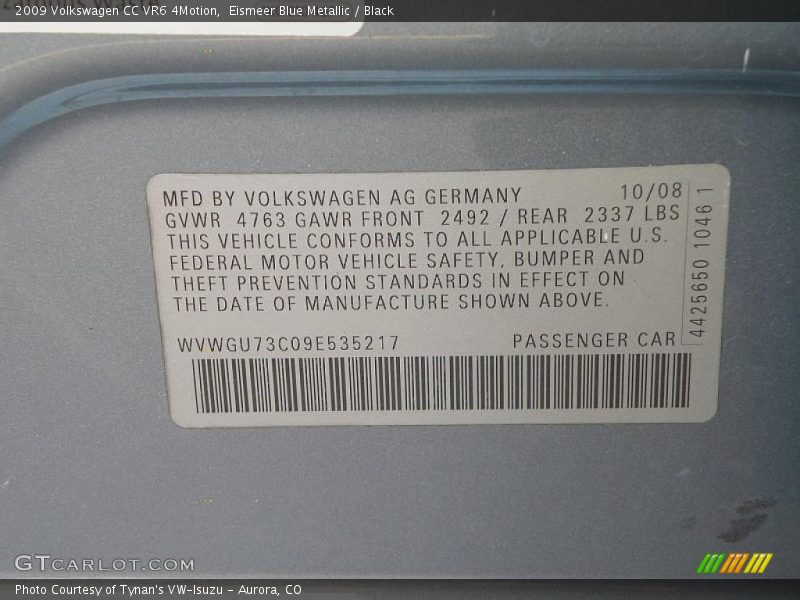 2009 Volkswagen CC VR6 4Motion, Eismeer Blue Metallic / Black
MFD BY VOLKSWAGEN AG GERMANY 10/08
GVWR 4763 GAWR FRONT 2492 / REAR 2337 LBS
THIS VEHICLE CONFORMS TO ALL APPLICABLE U.S.
FEDERAL MOTOR VEHICLE SAFETY, BUMPER AND
THEFT PREVENTION STANDARDS IN EFFECT ON
THE DATE OF MANUFACTURE SHOWN ABOVE.
WVWGU73C09E535217 PASSENGER CAR
4425650 10461
GTCARLOT.COM
Photo Courtesy of Tynan's VW-Isuzu - Aurora, CO